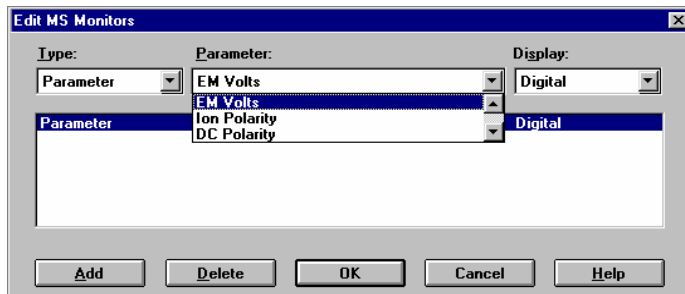 Edit MS Monitors
Type: Parameter: Display:
Parameter EM Volts Digital
EM Volts
Parameter Ion Polarity Digital
DC Polarity
Add Delete OK Cancel Help